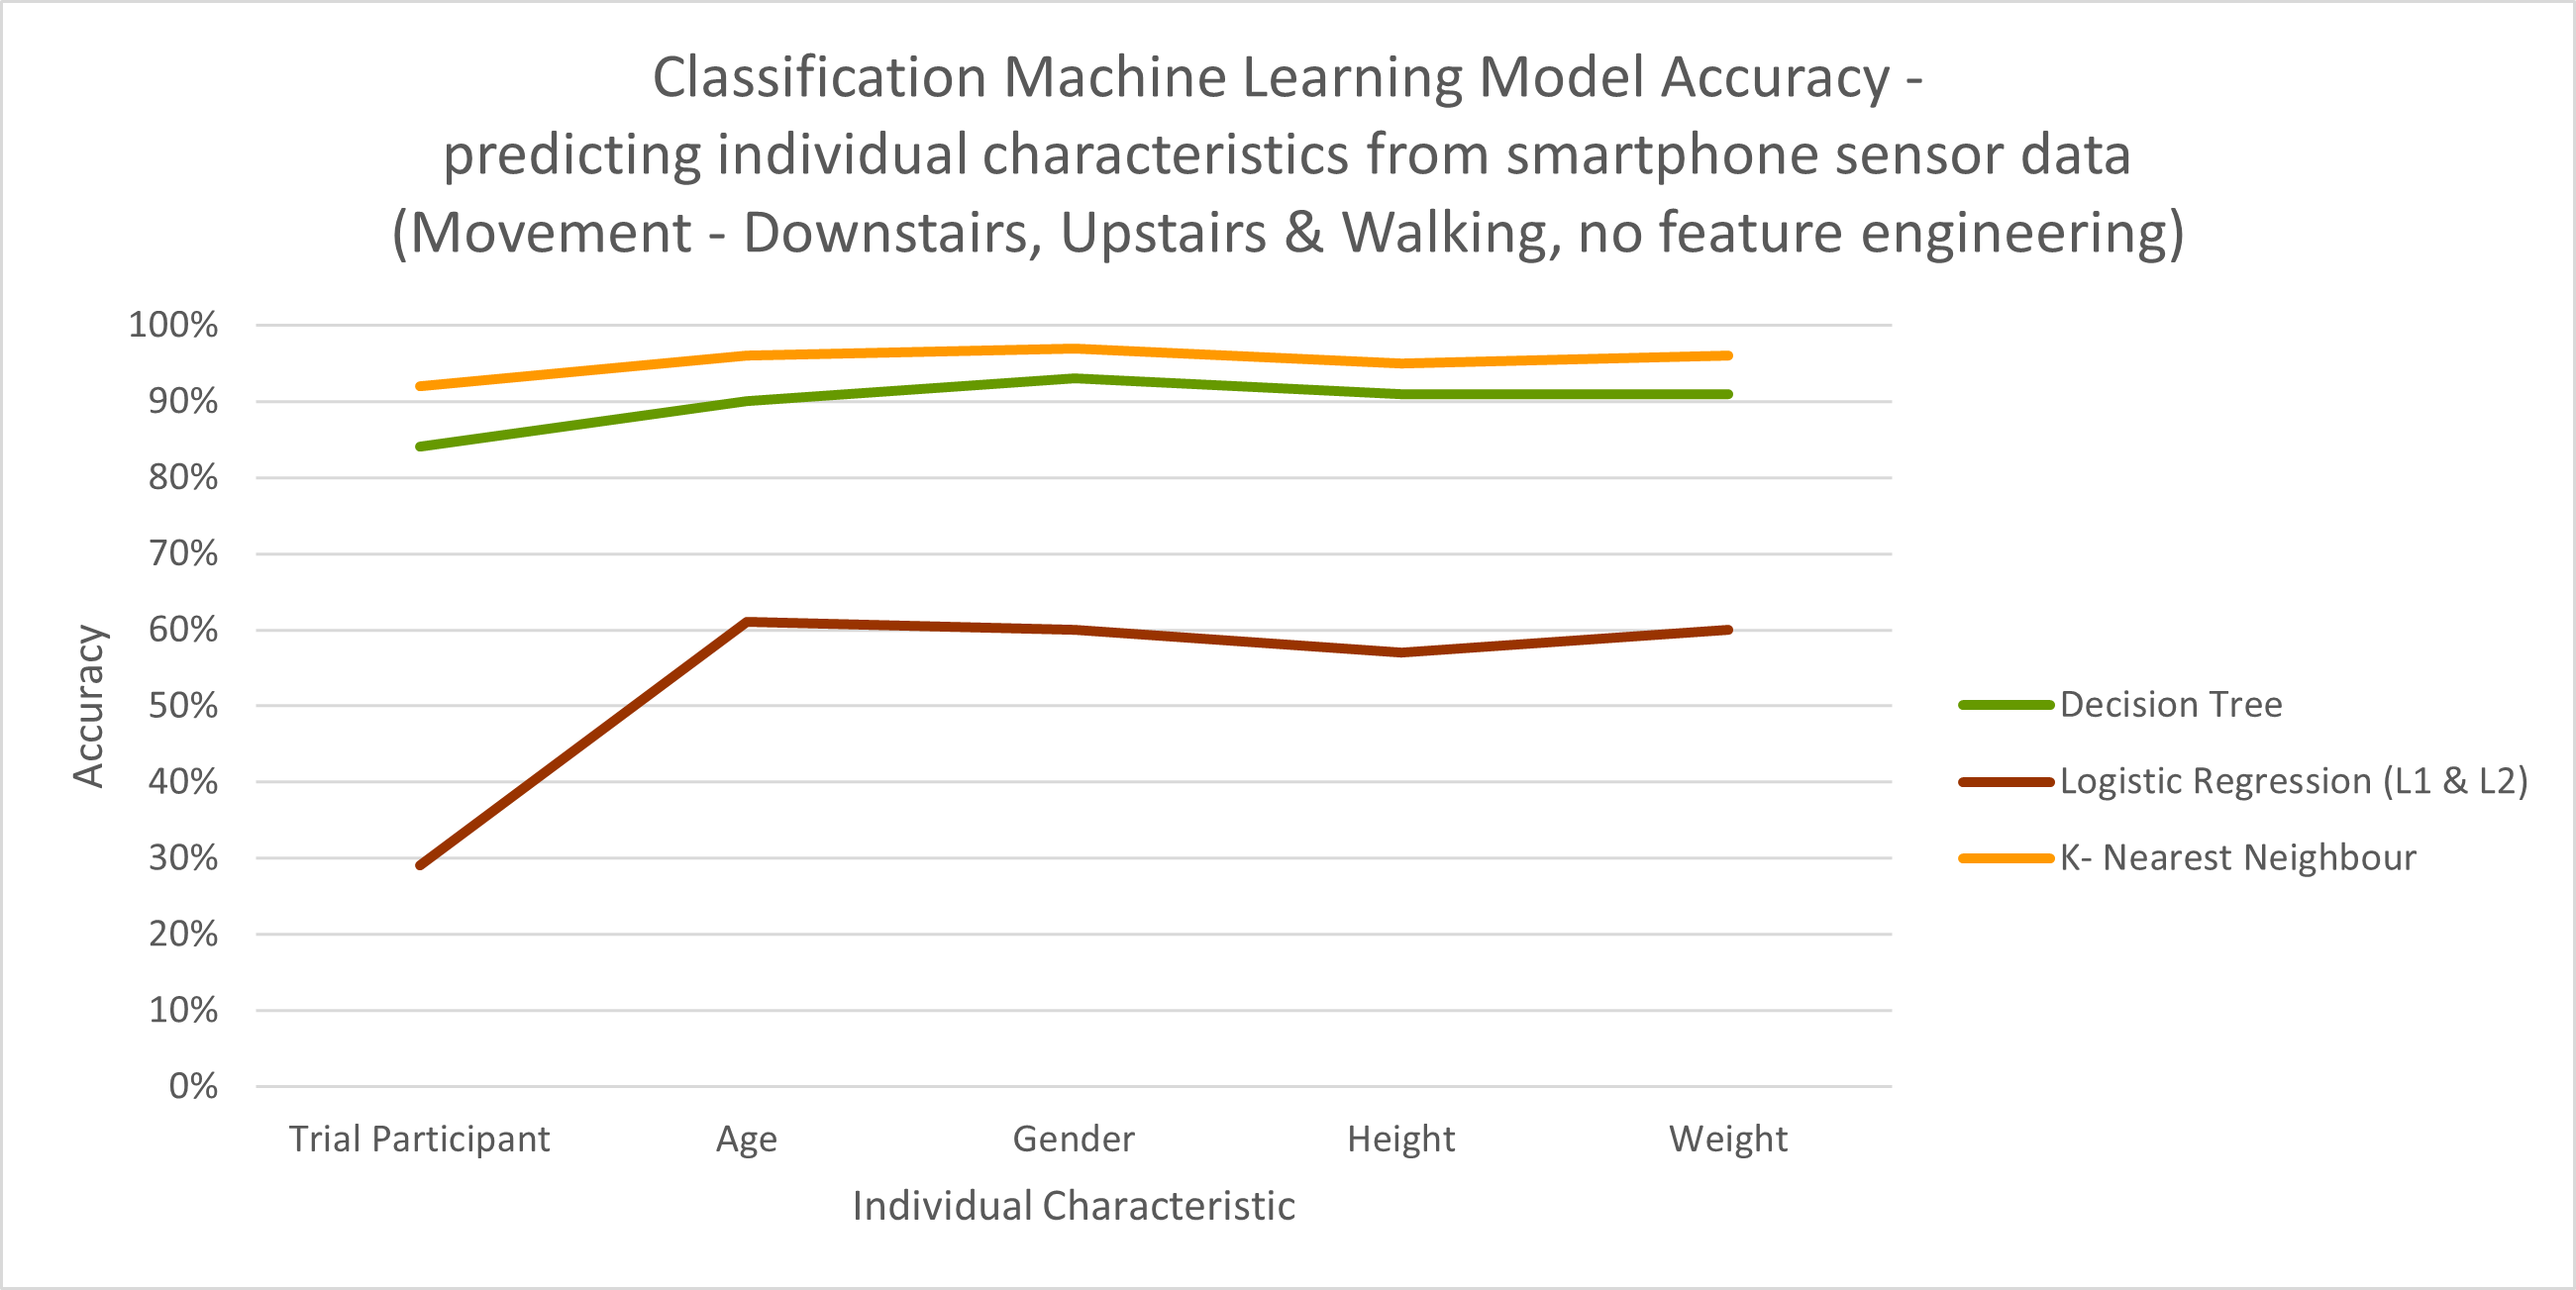 Classification Machine Learning Model Accuracy -
predicting individual characteristics from smartphone sensor data
(Movement - Downstairs, Upstairs & Walking, no feature engineering)
100%
90%
80%
70%
60%
50%
40%
30%
20%
10%
0%
Accuracy
Trial Participant
Age
Gender
Height
Weight
Individual Characteristic
Decision Tree
Logistic Regression (L1 & L2)
K- Nearest Neighbour